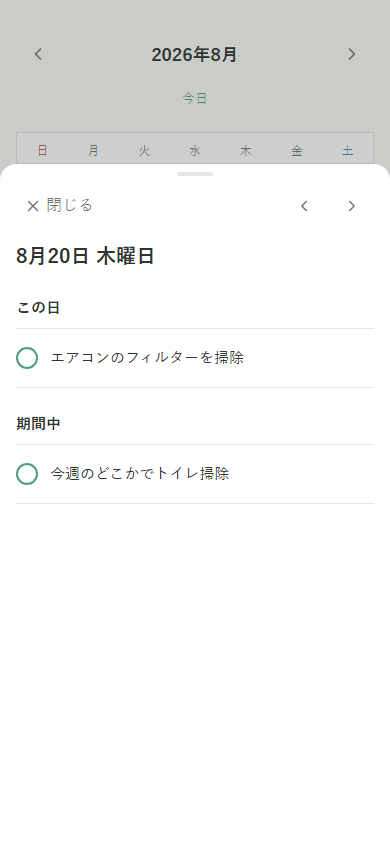 2026年8月
今日
日 月 火 水 木 金 土
閉じる
8月20日 木曜日
この日
エアコンのフィルターを掃除
期間中
今週のどこかでトイレ掃除